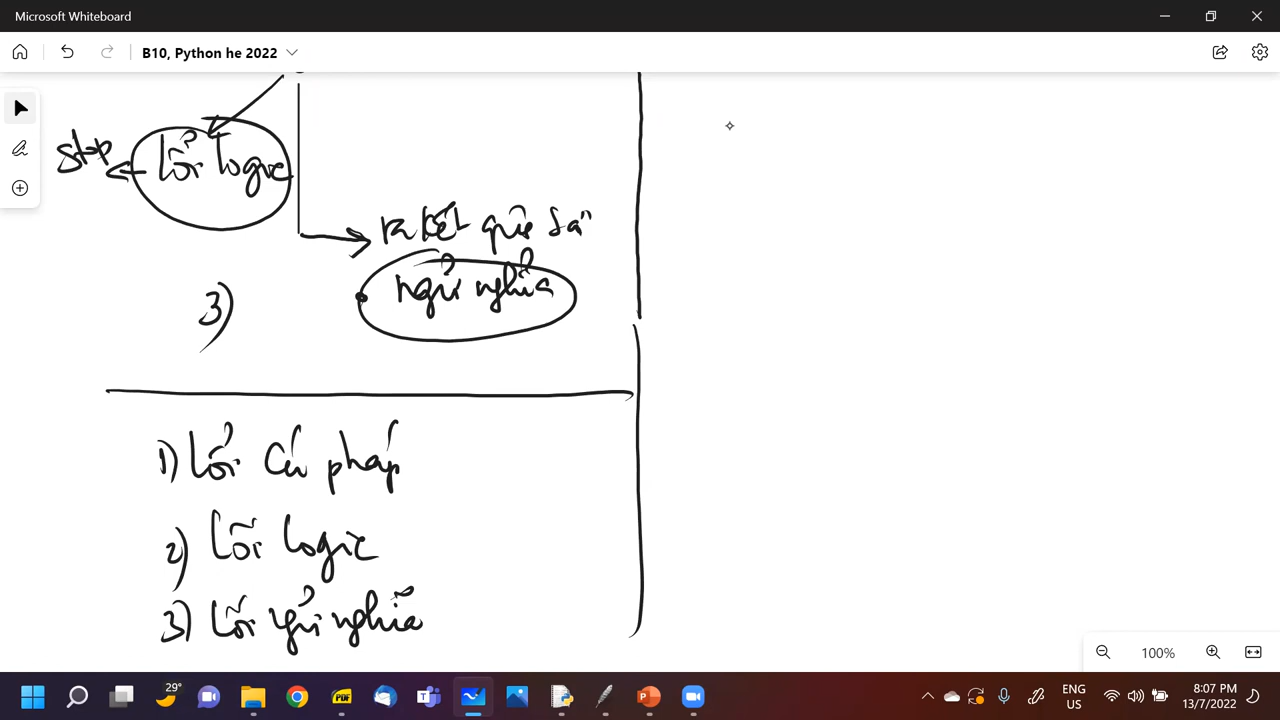 Microsoft Whiteboard
B10, Python he 2022
stop
lỗi logic
ra kết quả sai
ngữ nghĩa
3)
1) Lỗi cú pháp
2) Lỗi logic
3) Lỗi ngữ nghĩa
100%
29°
PDF
ENG
US
8:07 PM
13/7/2022